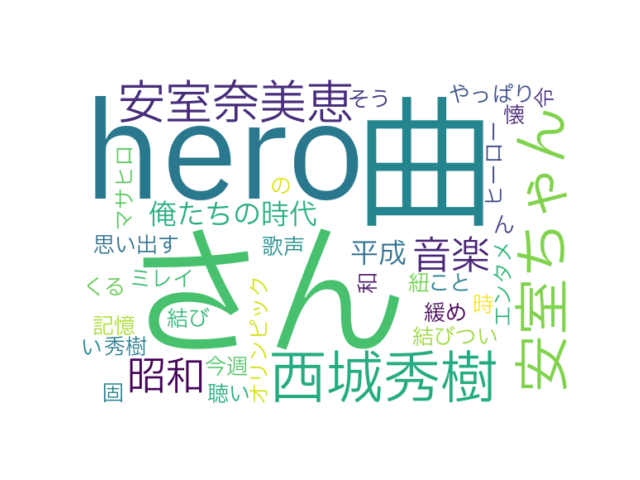 安室奈美恵
そう
やっぱり
懐
今
hero
曲
ヒーロー
安室ちゃん
マサヒロ
の
俺たちの時代
ん
思い出す
歌声
平成
音楽
さん
和
エンタメ
くる
ミレイ
紐
こと
オリンピック
記憶
結び
緩め
時
い
秀樹
結びつい
昭和
今週
西城秀樹
固
聴い